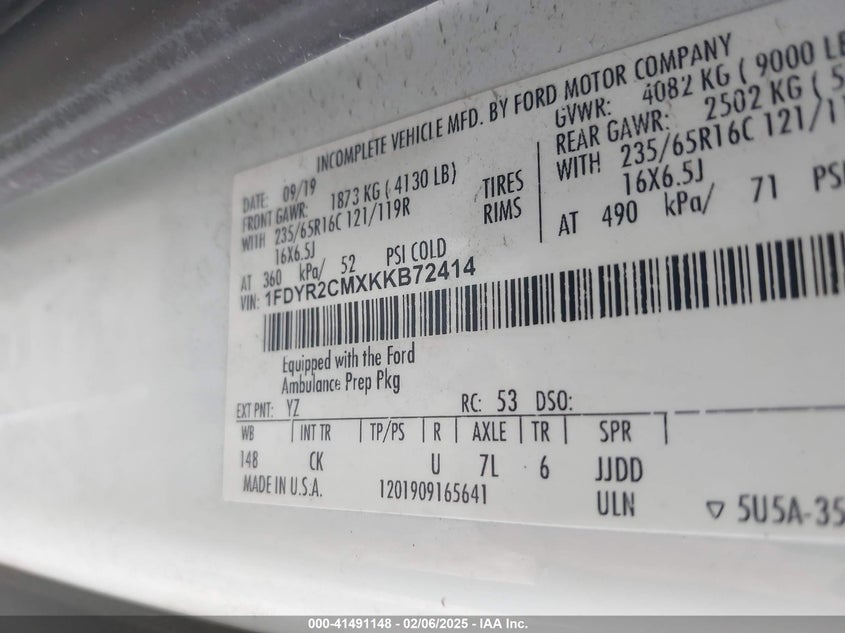 INCOMPLETE VEHICLE MFD. BY FORD MOTOR COMPANY
DATE: 09/19
GVWR: 4082 KG ( 9000 LB
FRONT GAWR: 1873 KG ( 4130 LB)
REAR GAWR: 2502 KG ( 5
WITH 235/65R16C 121/119R TIRES
WITH 235/65R16C 121/11
16X6.5J RIMS
16X6.5J
AT 360 kPa/ 52 PSI COLD
AT 490 kPa/ 71 PSI
VIN: 1FDYR2CMXKKB72414
Equipped with the Ford
Ambulance Prep Pkg
EXT PNT: YZ RC: 53 DSO:
WB INT TR TP/PS R AXLE TR SPR
148 CK U 7L 6 JJDD
MADE IN U.S.A. 1201909165641 ULN 5U5A-35
000-41491148 - 02/06/2025 - IAA Inc.